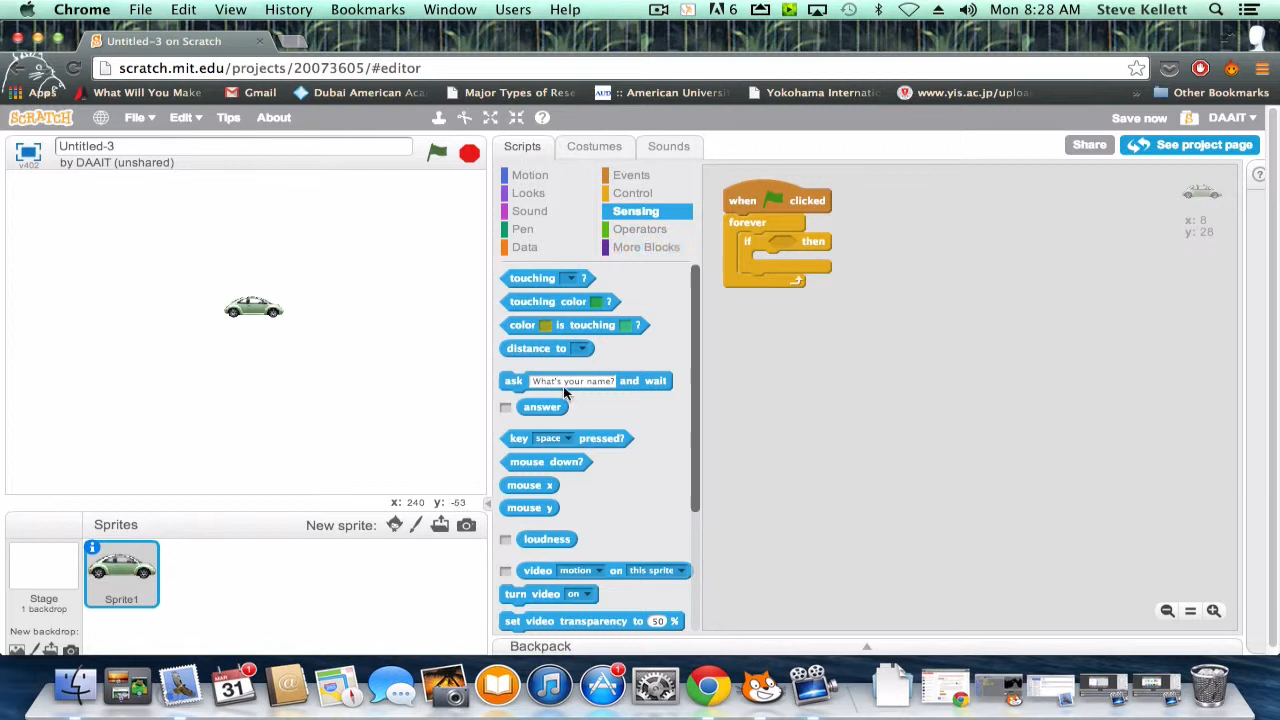 Chrome File Edit View History Bookmarks Window Users Help 6 Mon 8:28 AM Steve Kellett
Untitled-3 on Scratch
scratch.mit.edu/projects/20073605/#editor
Apps What Will You Make Gmail Dubai American Aca Major Types of Rese AUD :: American Universit Yokohama Internatic www.yis.ac.jp/uploa Other Bookmarks
SCRATCH File Edit Tips About Save now DAAIT
Untitled-3
by DAAIT (unshared)
v402
Scripts Costumes Sounds
Share See project page
Motion Events
Looks Control
Sound Sensing
Pen Operators
Data More Blocks
touching ?
touching color ?
color is touching ?
distance to
ask What's your name? and wait
answer
key space pressed?
mouse down?
mouse x
mouse y
loudness
video motion on this sprite
turn video on
set video transparency to 50 %
when clicked
forever
if then
x: 8
y: 28
x: 240 y: -53
Sprites New sprite:
Stage
1 backdrop
New backdrop:
Sprite1
Backpack
MAR
31
1
1